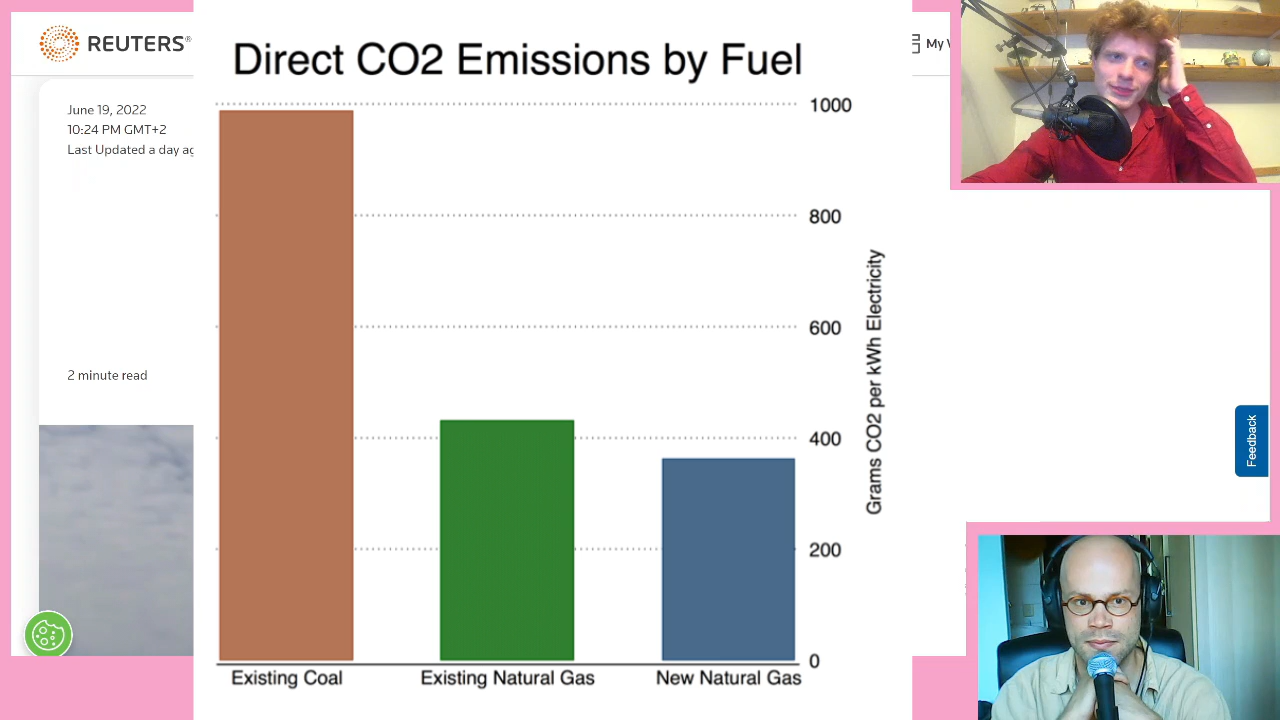 REUTERS®
My
June 19, 2022
10:24 PM GMT+2
Last Updated a day
2 minute read
Direct CO2 Emissions by Fuel
1000
800
600
400
200
0
Grams CO2 per kWh Electricity
Existing Coal
Existing Natural Gas
New Natural Gas
Feedback